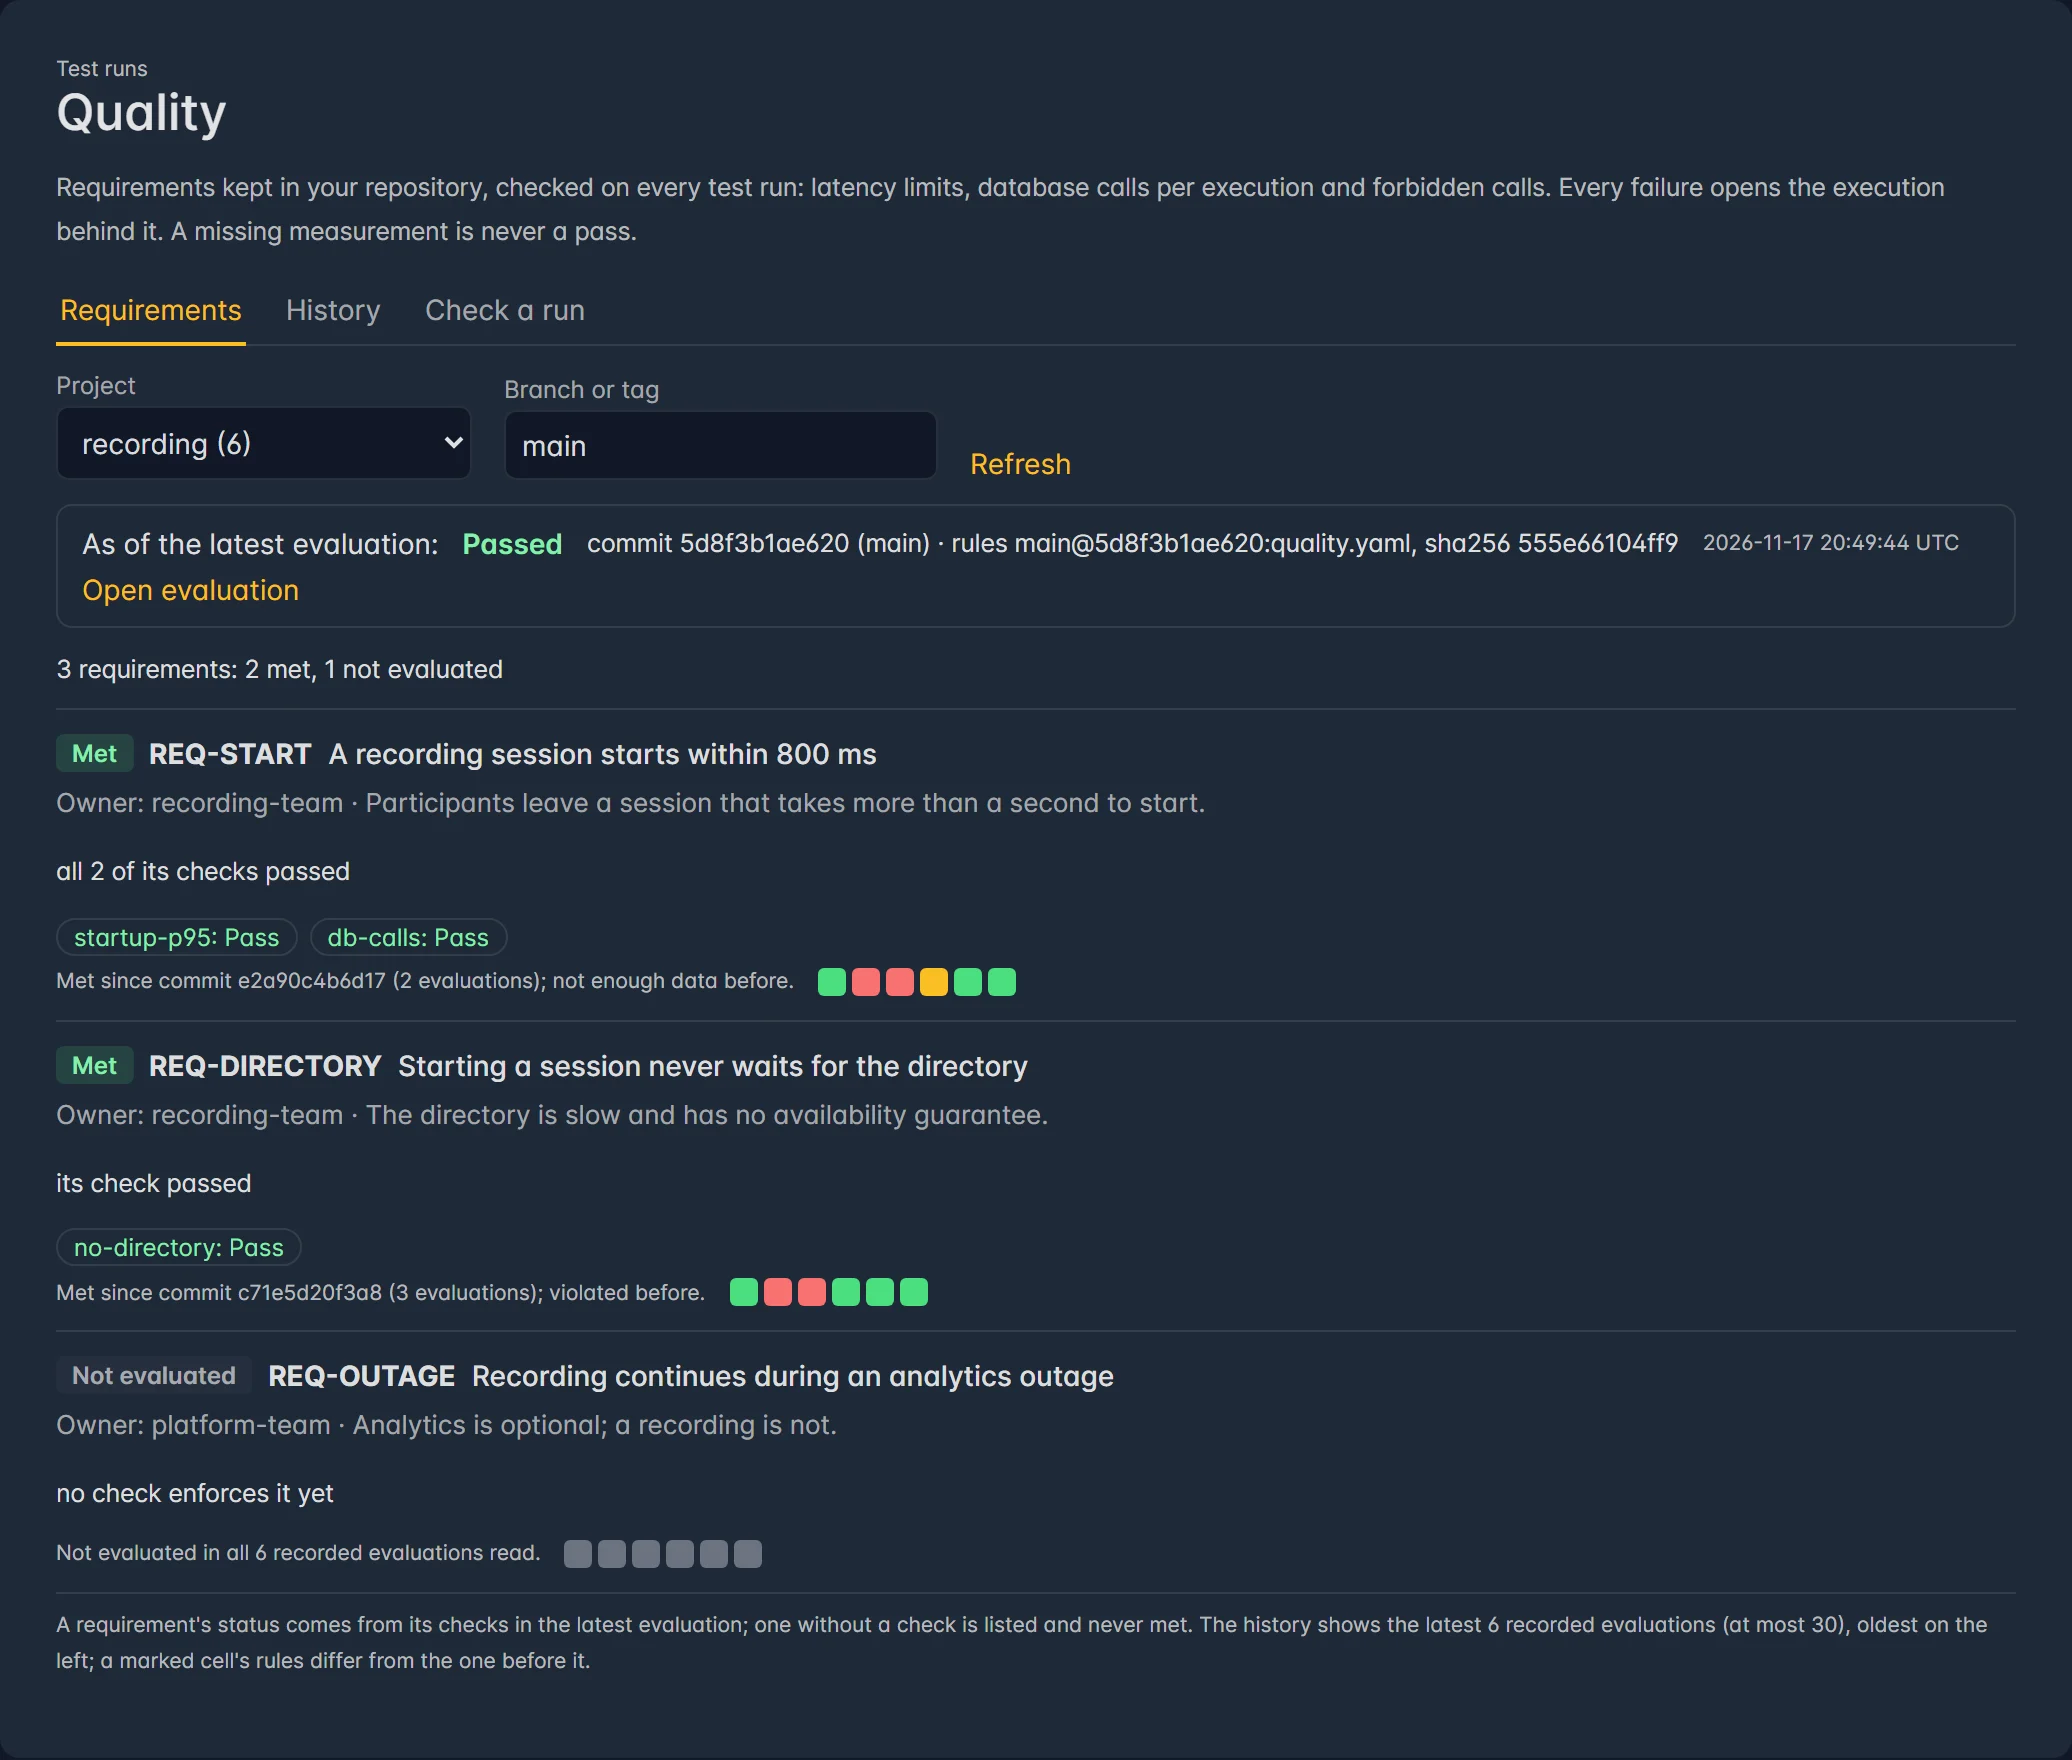 Test runs
Quality
Requirements kept in your repository, checked on every test run: latency limits, database calls per execution and forbidden calls. Every failure opens the execution
behind it. A missing measurement is never a pass.
Requirements History Check a run
Project
Branch or tag
recording (6)
main
Refresh
As of the latest evaluation: Passed commit 5d8f3b1ae620 (main) · rules main@5d8f3b1ae620:quality.yaml, sha256 555e66104ff9 2026-11-17 20:49:44 UTC
Open evaluation
3 requirements: 2 met, 1 not evaluated
Met REQ-START A recording session starts within 800 ms
Owner: recording-team · Participants leave a session that takes more than a second to start.
all 2 of its checks passed
startup-p95: Pass db-calls: Pass
Met since commit e2a90c4b6d17 (2 evaluations); not enough data before.
Met REQ-DIRECTORY Starting a session never waits for the directory
Owner: recording-team · The directory is slow and has no availability guarantee.
its check passed
no-directory: Pass
Met since commit c71e5d20f3a8 (3 evaluations); violated before.
Not evaluated REQ-OUTAGE Recording continues during an analytics outage
Owner: platform-team · Analytics is optional; a recording is not.
no check enforces it yet
Not evaluated in all 6 recorded evaluations read.
A requirement's status comes from its checks in the latest evaluation; one without a check is listed and never met. The history shows the latest 6 recorded evaluations (at most 30), oldest on the
left; a marked cell's rules differ from the one before it.